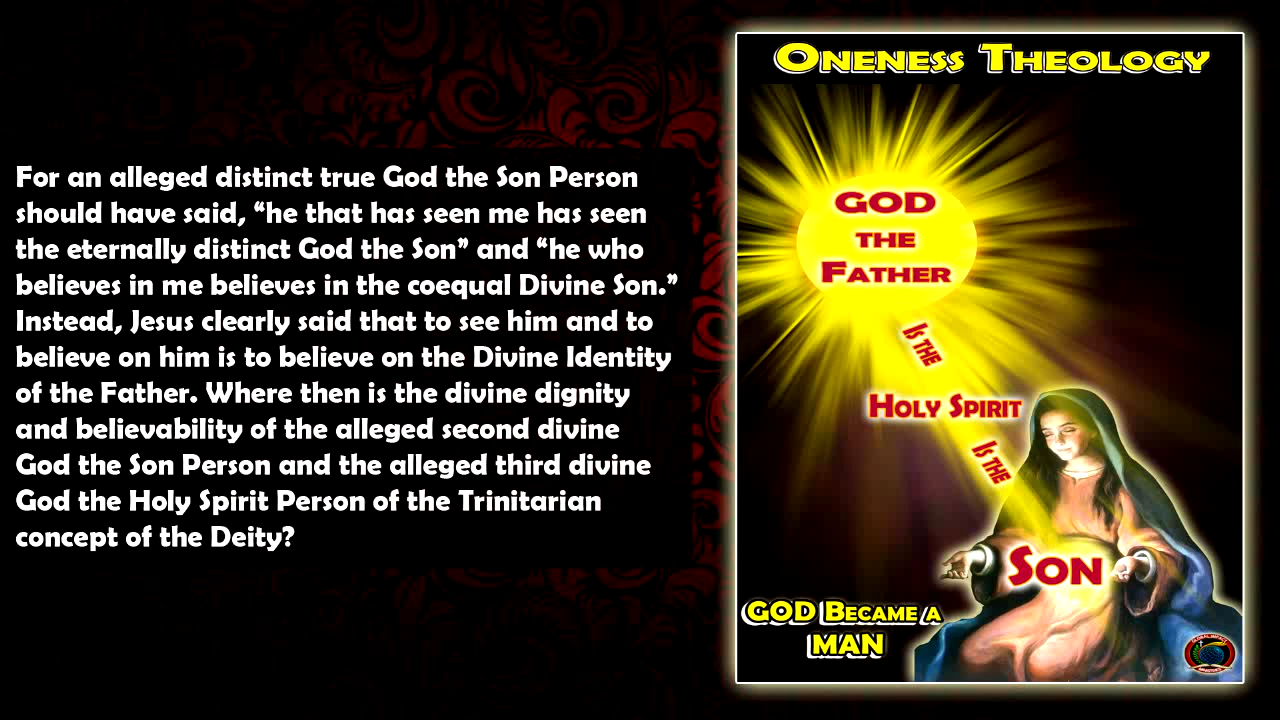 For an alleged distinct true God the Son Person
should have said, “he that has seen me has seen
the eternally distinct God the Son” and “he who
believes in me believes in the coequal Divine Son.”
Instead, Jesus clearly said that to see him and to
believe on him is to believe on the Divine Identity
of the Father. Where then is the divine dignity
and believability of the alleged second divine
God the Son Person and the alleged third divine
God the Holy Spirit Person of the Trinitarian
concept of the Deity?
ONENESS THEOLOGY
GOD
THE
FATHER
IS THE
HOLY SPIRIT
IS THE
SON
GOD BECAME A
MAN
GLOBAL IMPACT
MINISTRIES